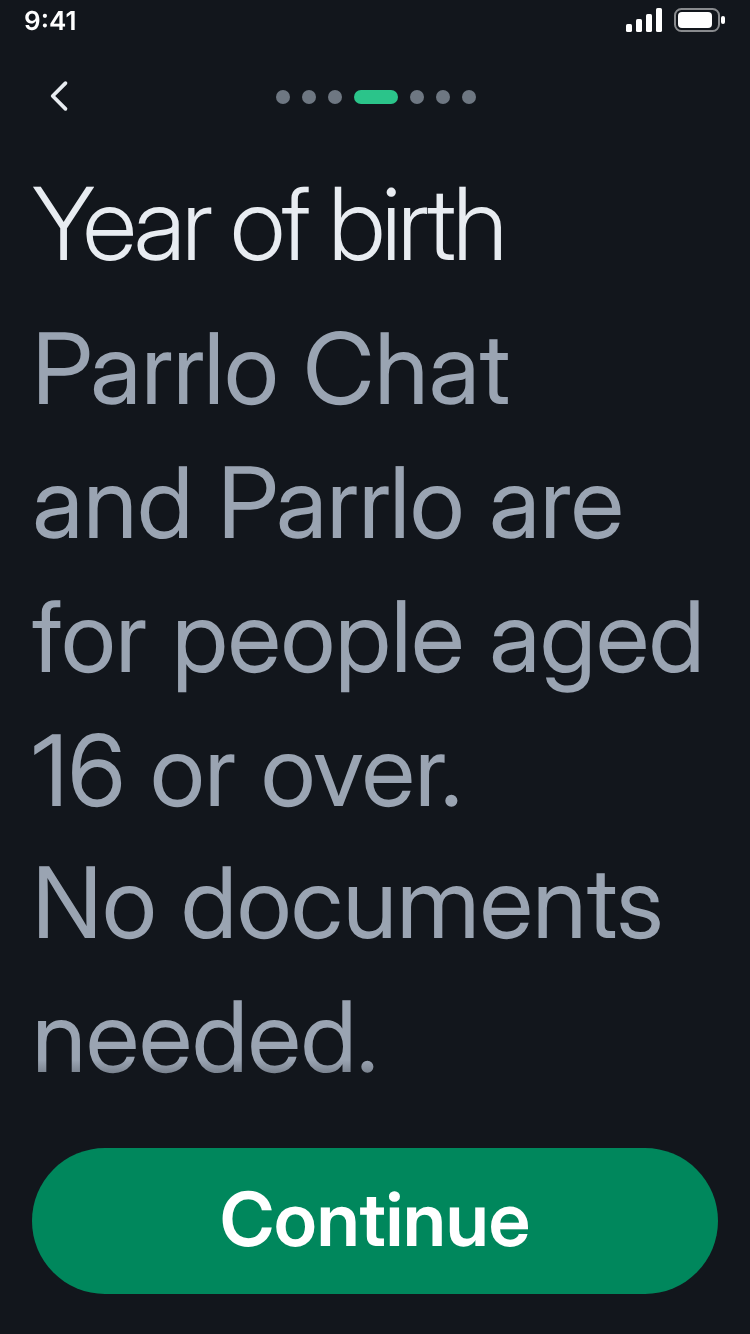 9:41
Year of birth
Parrlo Chat
and Parrlo are
for people aged
16 or over.
No documents
needed.
Continue